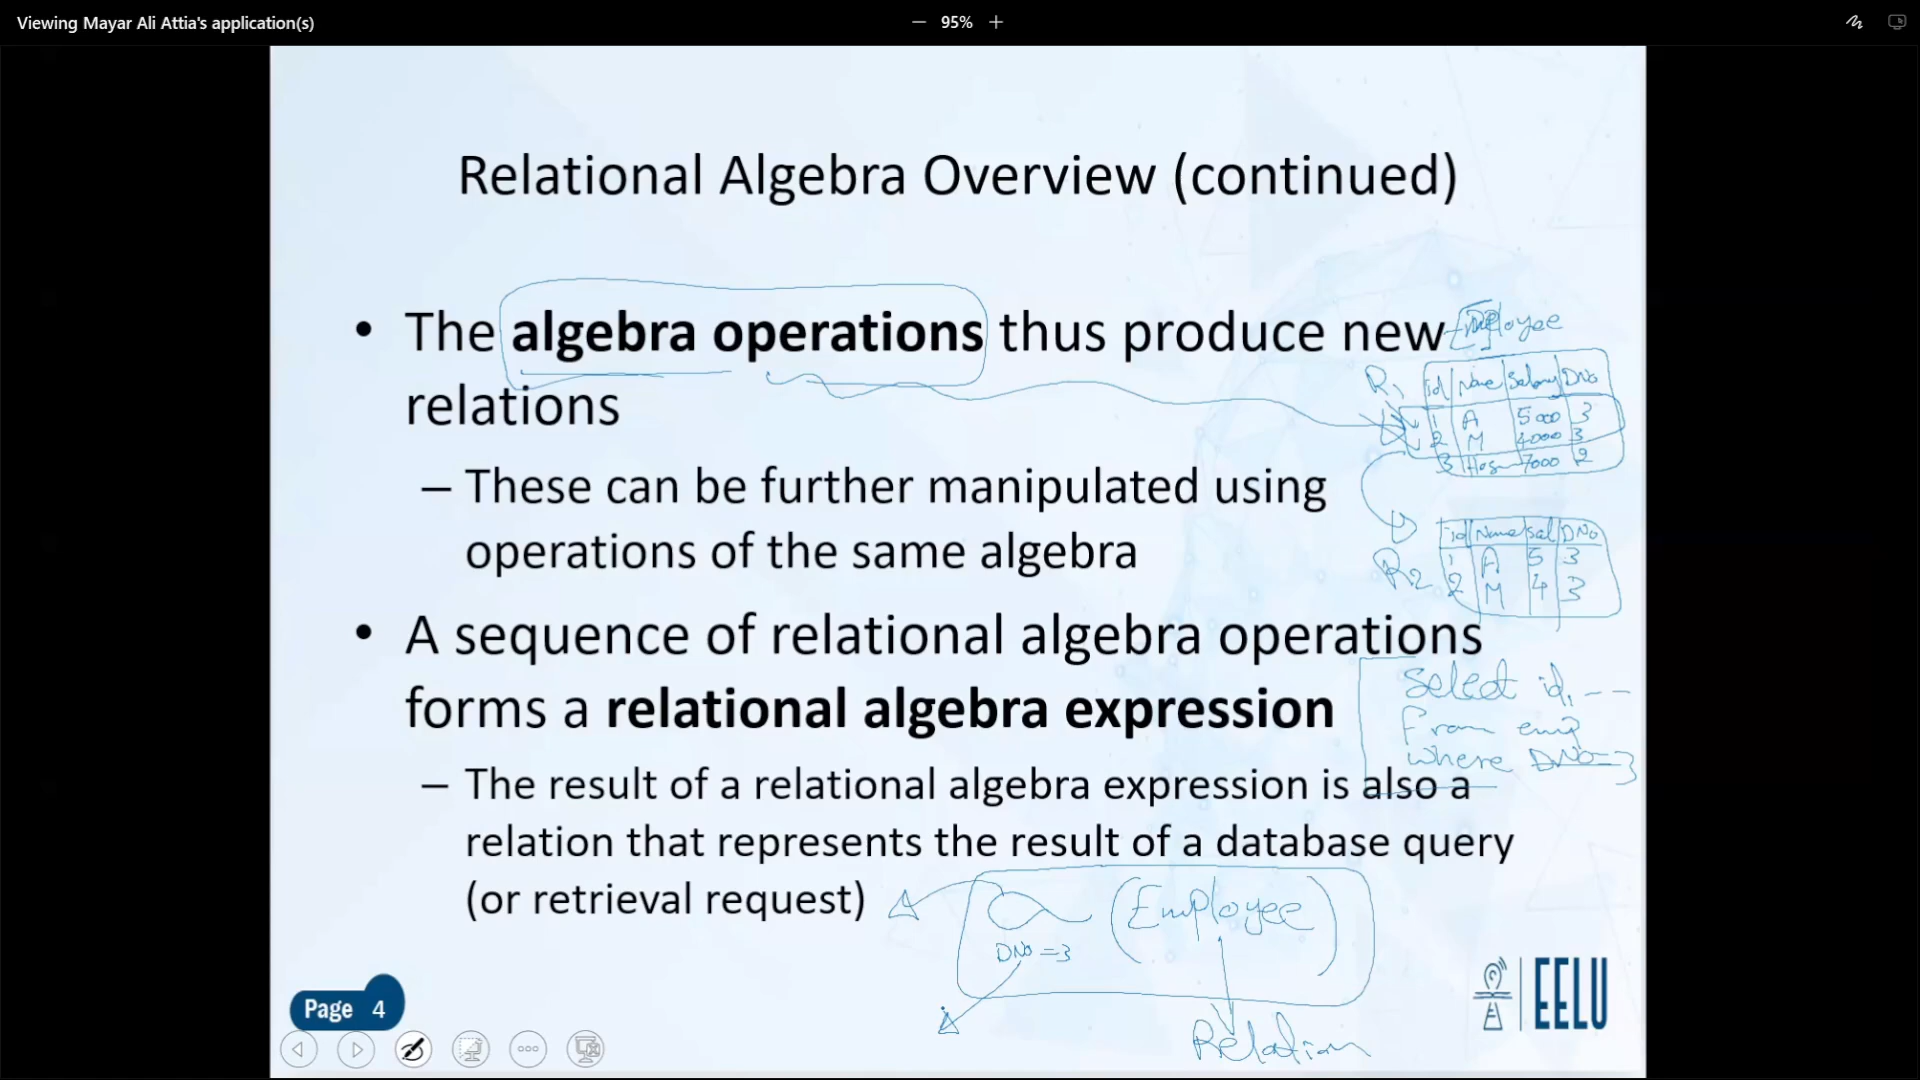 Viewing Mayar Ali Attia's application(s)
95%
Relational Algebra Overview (continued)
• The algebra operations thus produce new
relations
– These can be further manipulated using
operations of the same algebra
• A sequence of relational algebra operations
forms a relational algebra expression
– The result of a relational algebra expression is also a
relation that represents the result of a database query
(or retrieval request)
Employee
R1
id Name Salary DNo
1 A 5000 3
2 M 4000 3
3 7000 2
R2
id Name Sal DNo
1 A 5 3
2 M 4 3
Select id, --
From emp
where DNo=3
σ (Employee)
DNo=3
Relation
Page 4
EELU